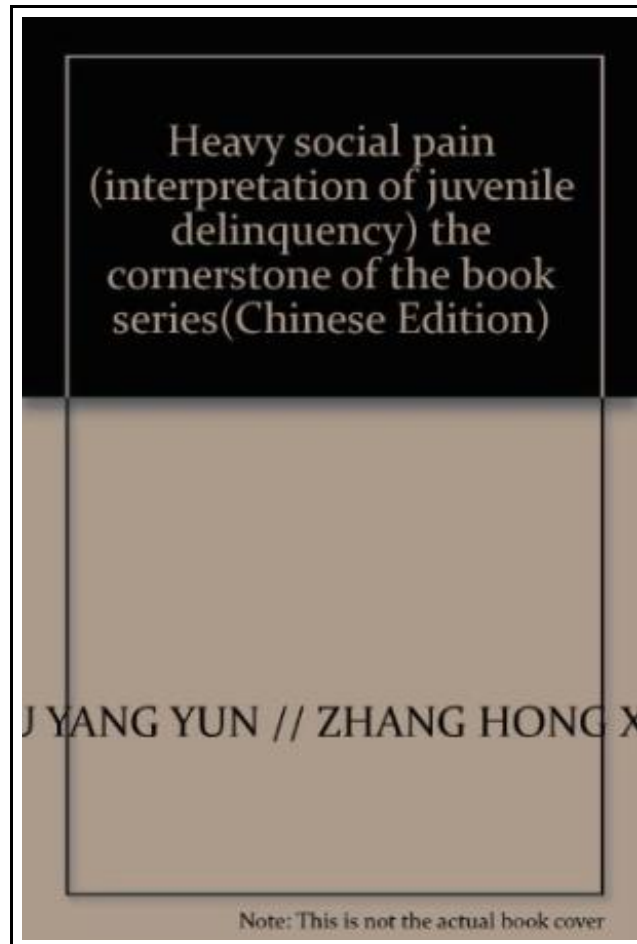 Heavy social pain
(interpretation of juvenile
delinquency) the
cornerstone of the book
series(Chinese Edition)
YANG YUN // ZHANG HONG
Note: This is not the actual book cover